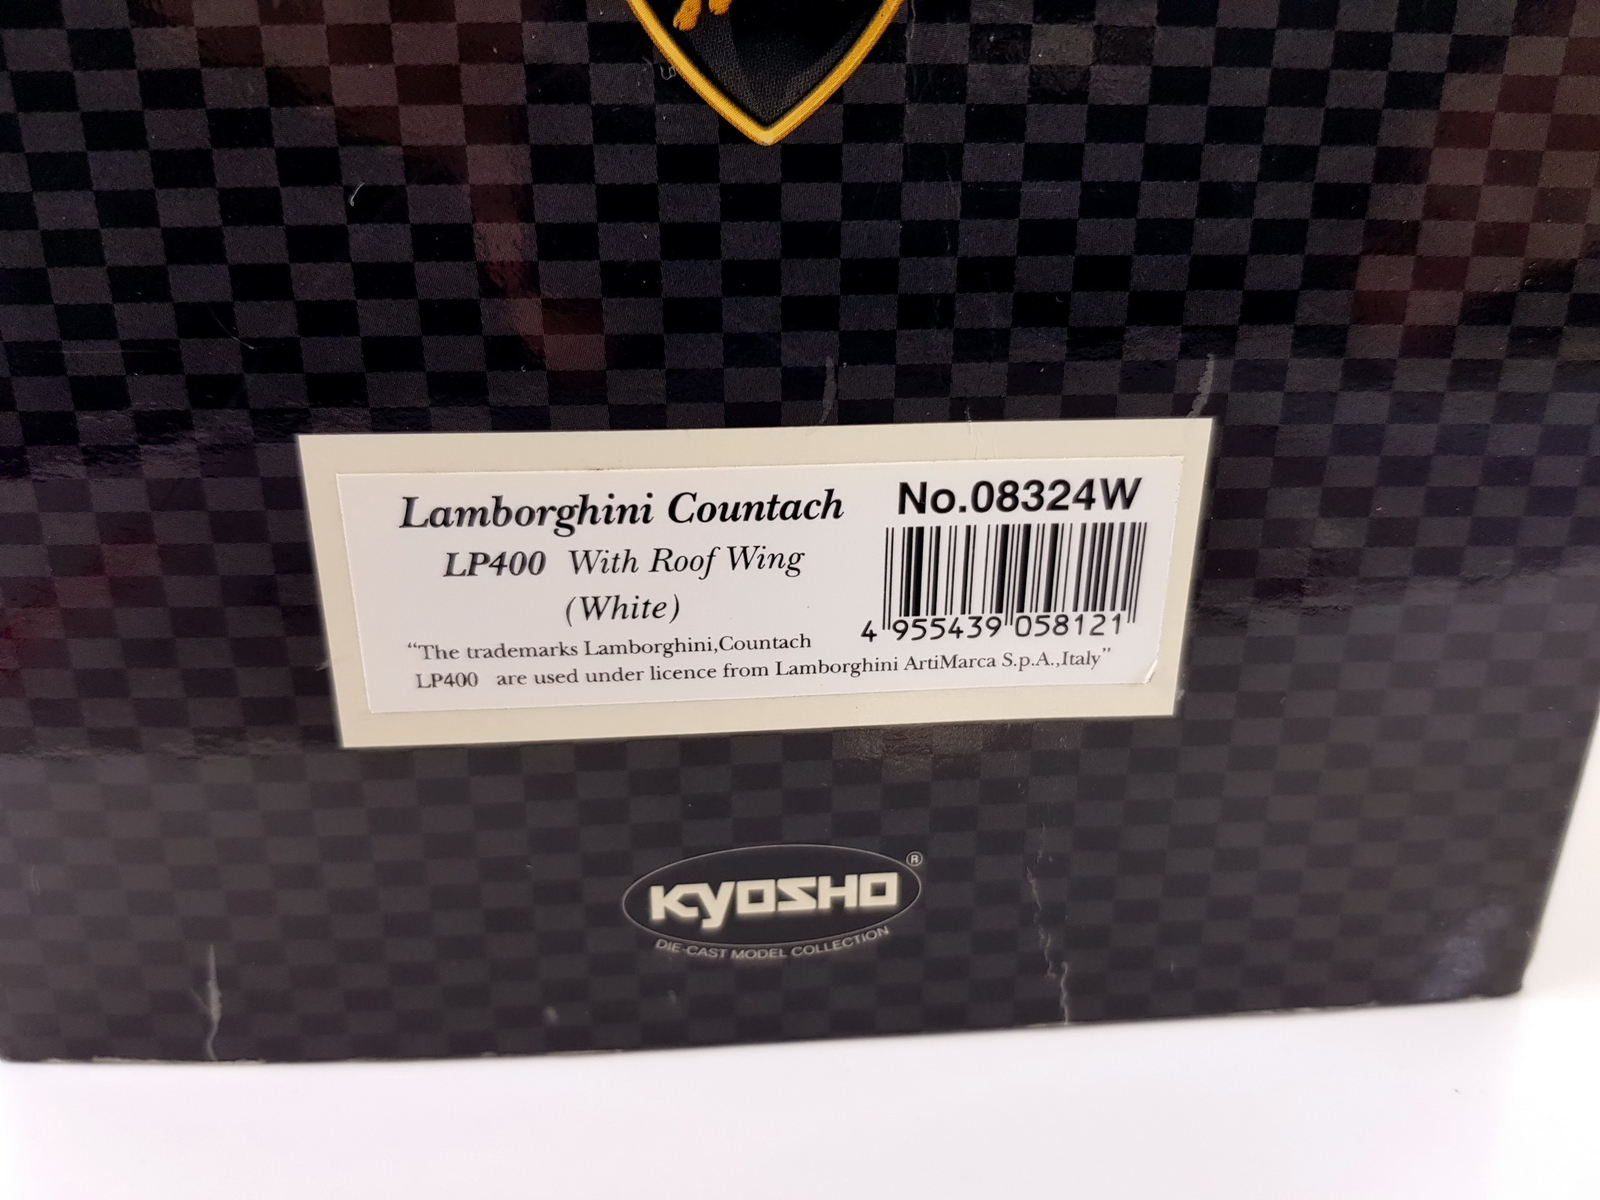 Lamborghini Countach
LP400 With Roof Wing
(White)
No.08324W
4 955439 058121
“The trademarks Lamborghini,Countach
LP400 are used under licence from Lamborghini ArtiMarca S.p.A.,Italy”
KYOSHO®
DIE-CAST MODEL COLLECTION